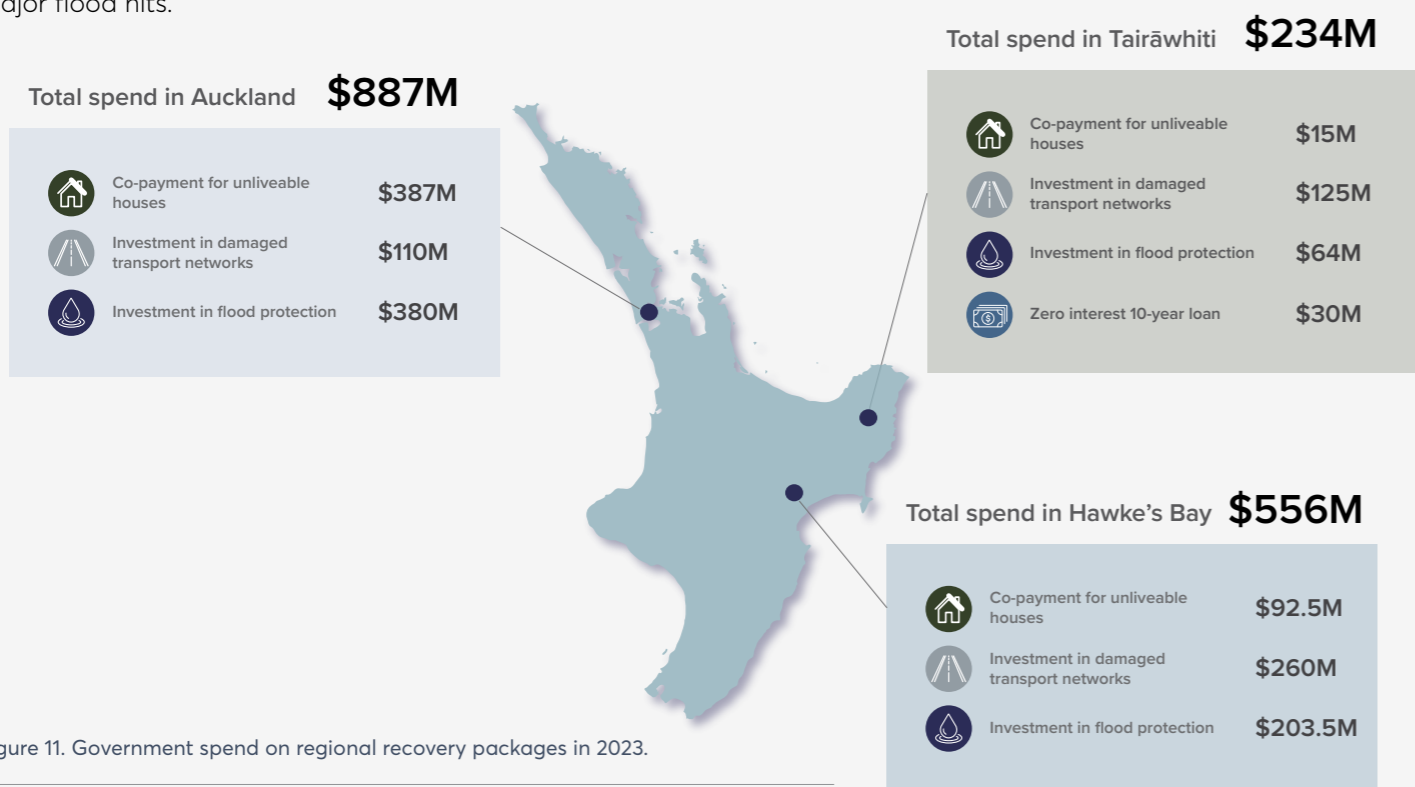 ajor flood hits.
Total spend in Auckland $887M
Co-payment for unliveable
houses
$387M
Investment in damaged
transport networks
$110M
Investment in flood protection $380M
Total spend in Tairāwhiti $234M
Co-payment for unliveable
houses
$15M
Investment in damaged
transport networks
$125M
Investment in flood protection $64M
Zero interest 10-year loan $30M
Total spend in Hawke’s Bay $556M
Co-payment for unliveable
houses
$92.5M
Investment in damaged
transport networks
$260M
Investment in flood protection $203.5M
gure 11. Government spend on regional recovery packages in 2023.